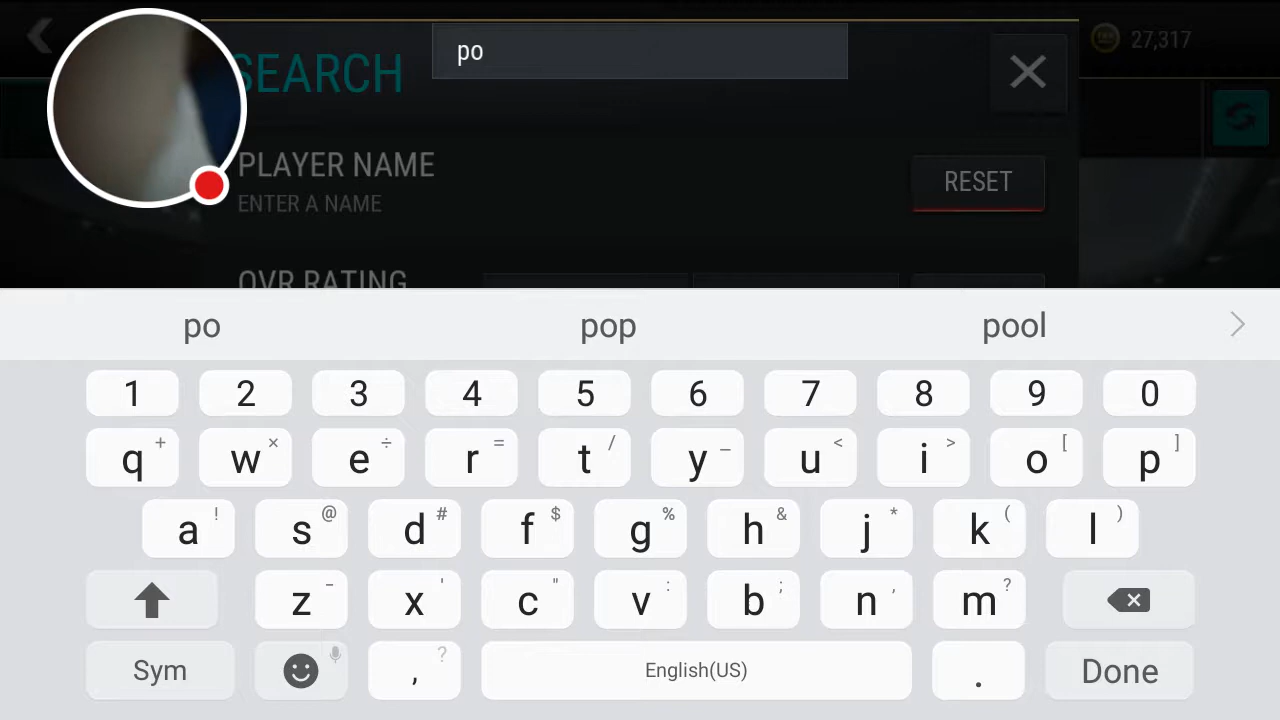 po
27,317
SEARCH
PLAYER NAME
ENTER A NAME
RESET
OVR RATING
po pop pool
1 2 3 4 5 6 7 8 9 0
q + w × e ÷ r = t / y _ u < i > o [ p ]
a ! s @ d # f $ g % h & j * k ( l )
z - x ' c " v : b ; n , m ?
Sym , ? English(US) . Done